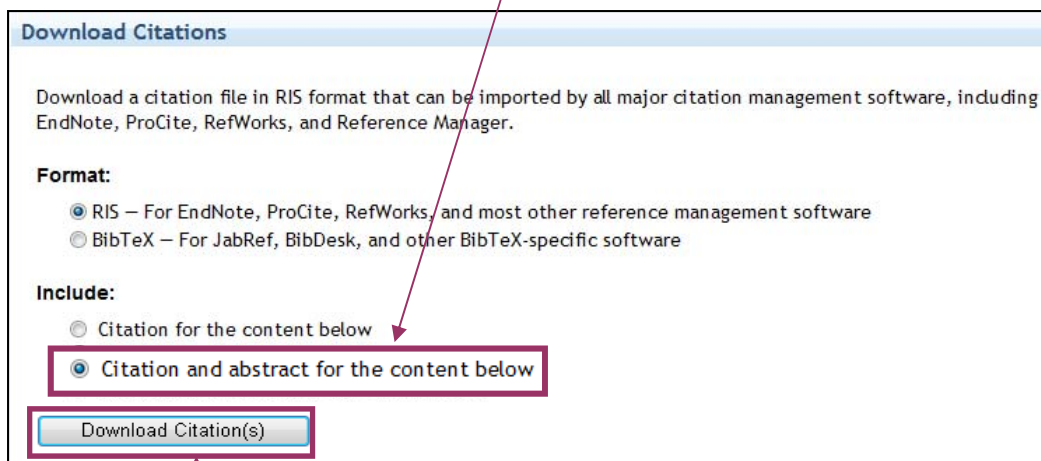 Download Citations
Download a citation file in RIS format that can be imported by all major citation management software, including
EndNote, ProCite, RefWorks, and Reference Manager.
Format:
RIS — For EndNote, ProCite, RefWorks, and most other reference management software
BibTeX — For JabRef, BibDesk, and other BibTeX-specific software
Include:
Citation for the content below
Citation and abstract for the content below
Download Citation(s)